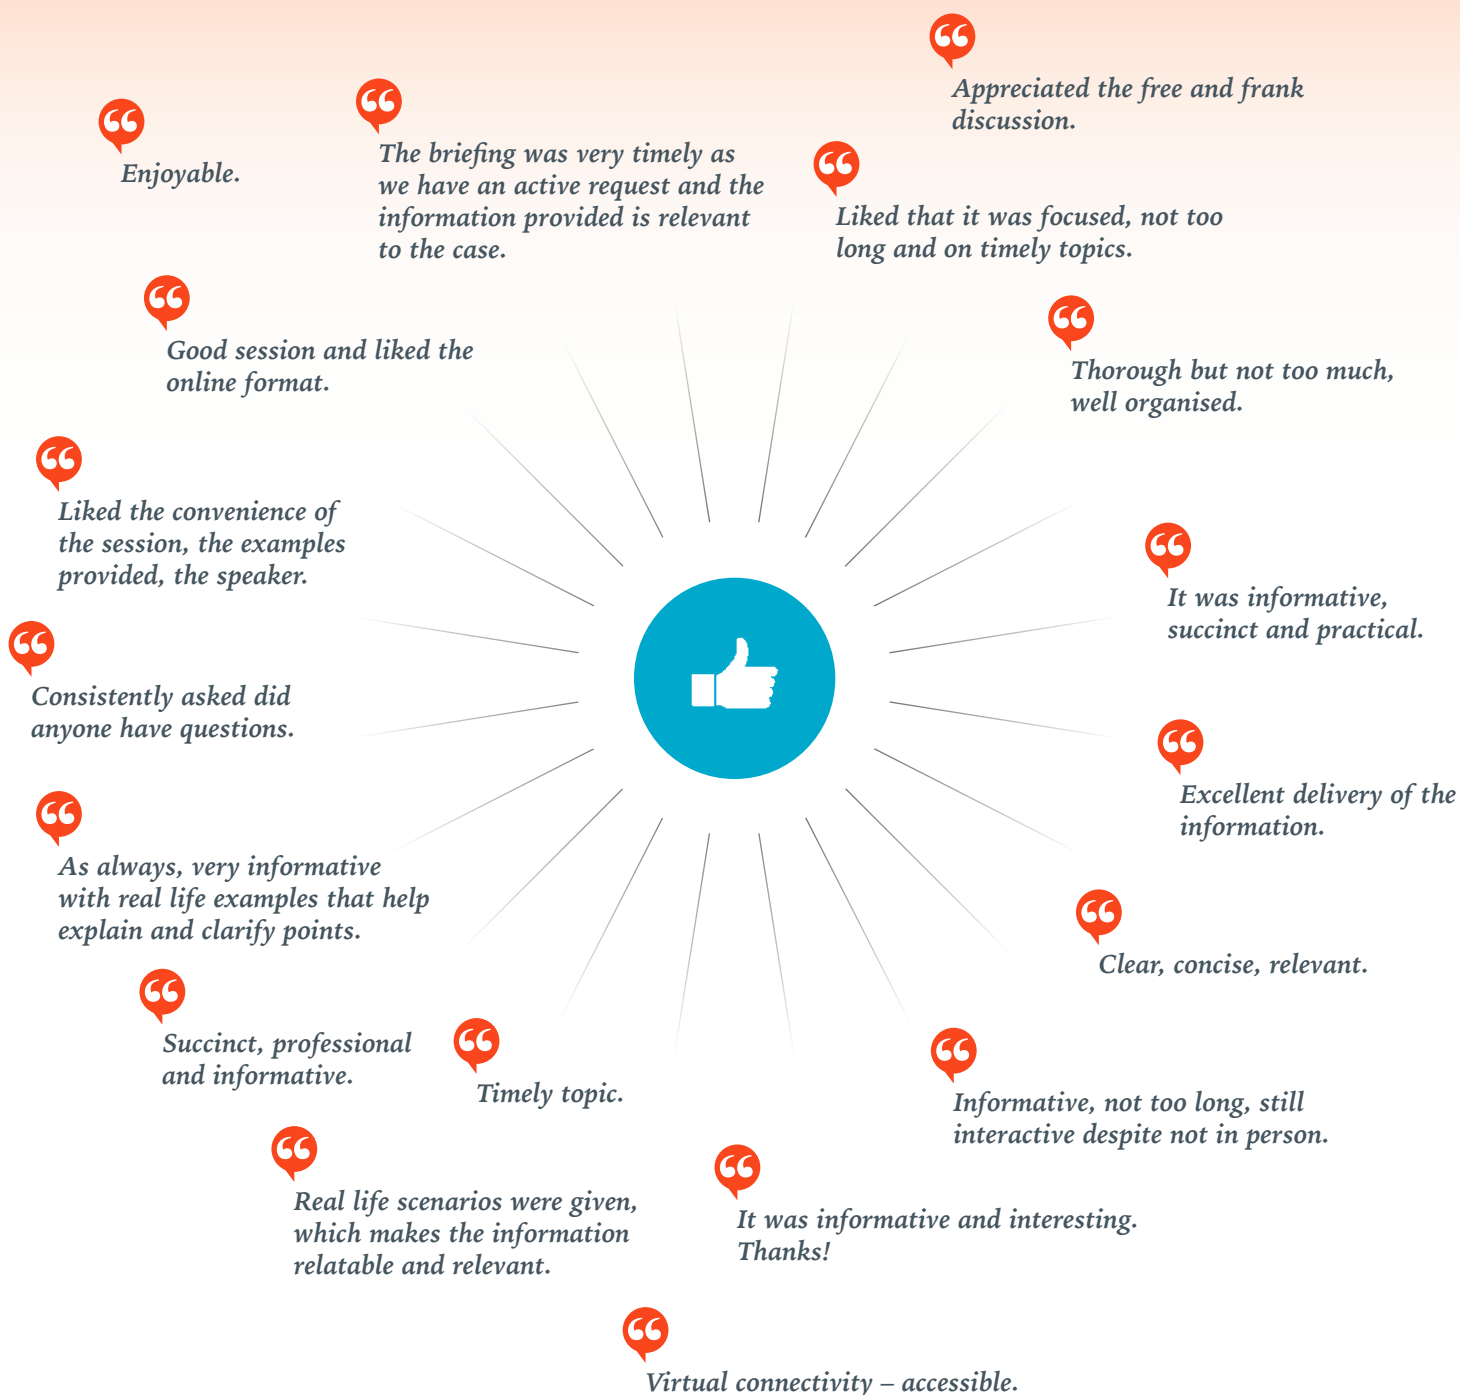 Appreciated the free and frank
discussion.
Enjoyable.
The briefing was very timely as
we have an active request and the
information provided is relevant
to the case.
Liked that it was focused, not too
long and on timely topics.
Good session and liked the
online format.
Thorough but not too much,
well organised.
Liked the convenience of
the session, the examples
provided, the speaker.
It was informative,
succinct and practical.
Consistently asked did
anyone have questions.
Excellent delivery of the
information.
As always, very informative
with real life examples that help
explain and clarify points.
Clear, concise, relevant.
Succinct, professional
and informative.
Timely topic.
Informative, not too long, still
interactive despite not in person.
Real life scenarios were given,
which makes the information
relatable and relevant.
It was informative and interesting.
Thanks!
Virtual connectivity – accessible.